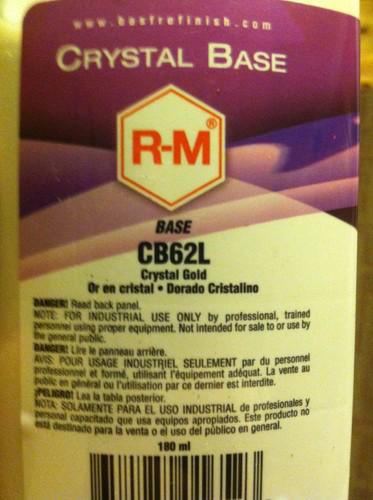 www.basfrefinish.com
CRYSTAL BASE
R-M®
BASE
CB62L
Crystal Gold
Or en cristal • Dorado Cristalino
DANGER! Read back panel.
NOTE: FOR INDUSTRIAL USE ONLY by professional, trained
personnel using proper equipment. Not intended for sale to or use by
the general public.
DANGER! Lire le panneau arrière.
AVIS: POUR USAGE INDUSTRIEL SEULEMENT par du personnel
professionnel et formé, utilisant l'équipement adéquat. La vente au
public en général ou l'utilisation par ce dernier est interdite.
¡PELIGRO! Lea la tabla posterior.
NOTA: SOLAMENTE PARA EL USO INDUSTRIAL de profesionales y
personal capacitado que usa equipos apropiados. Este producto no
está destinado para la venta o el uso del público en general.
180 ml